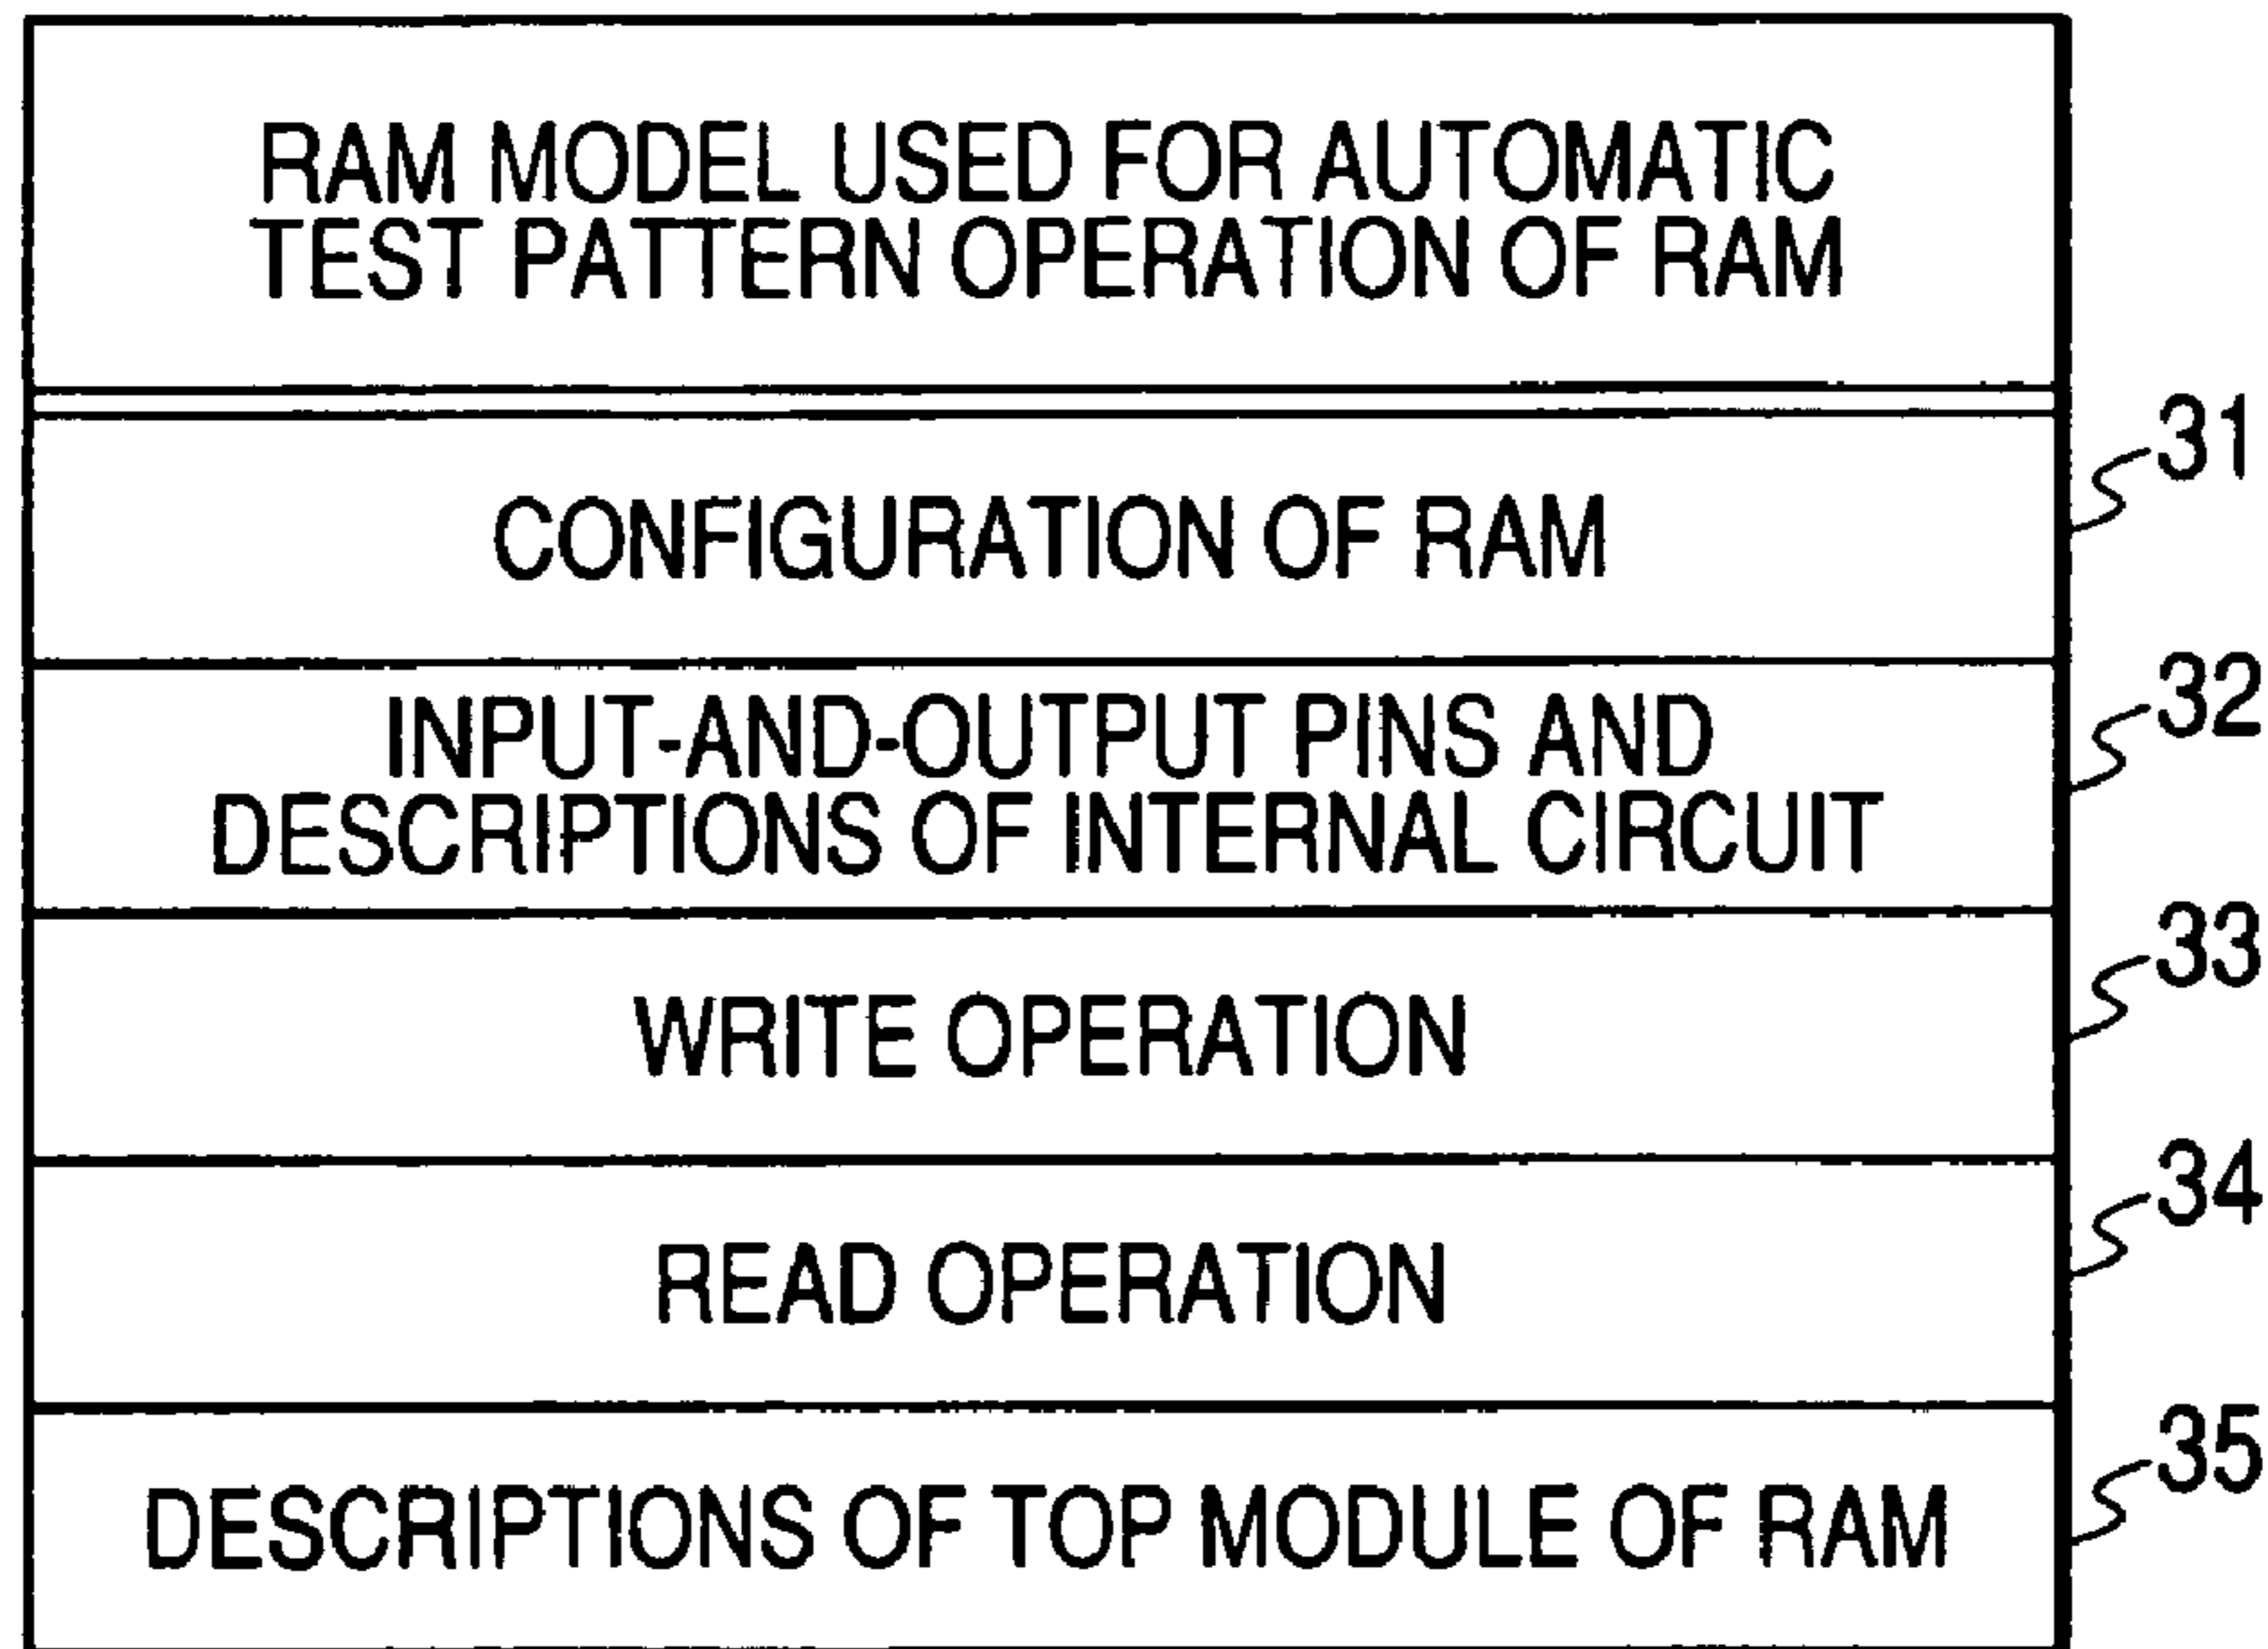 RAM MODEL USED FOR AUTOMATIC
TEST PATTERN OPERATION OF RAM
31
CONFIGURATION OF RAM
32
INPUT-AND-OUTPUT PINS AND
DESCRIPTIONS OF INTERNAL CIRCUIT
33
WRITE OPERATION
34
READ OPERATION
35
DESCRIPTIONS OF TOP MODULE OF RAM